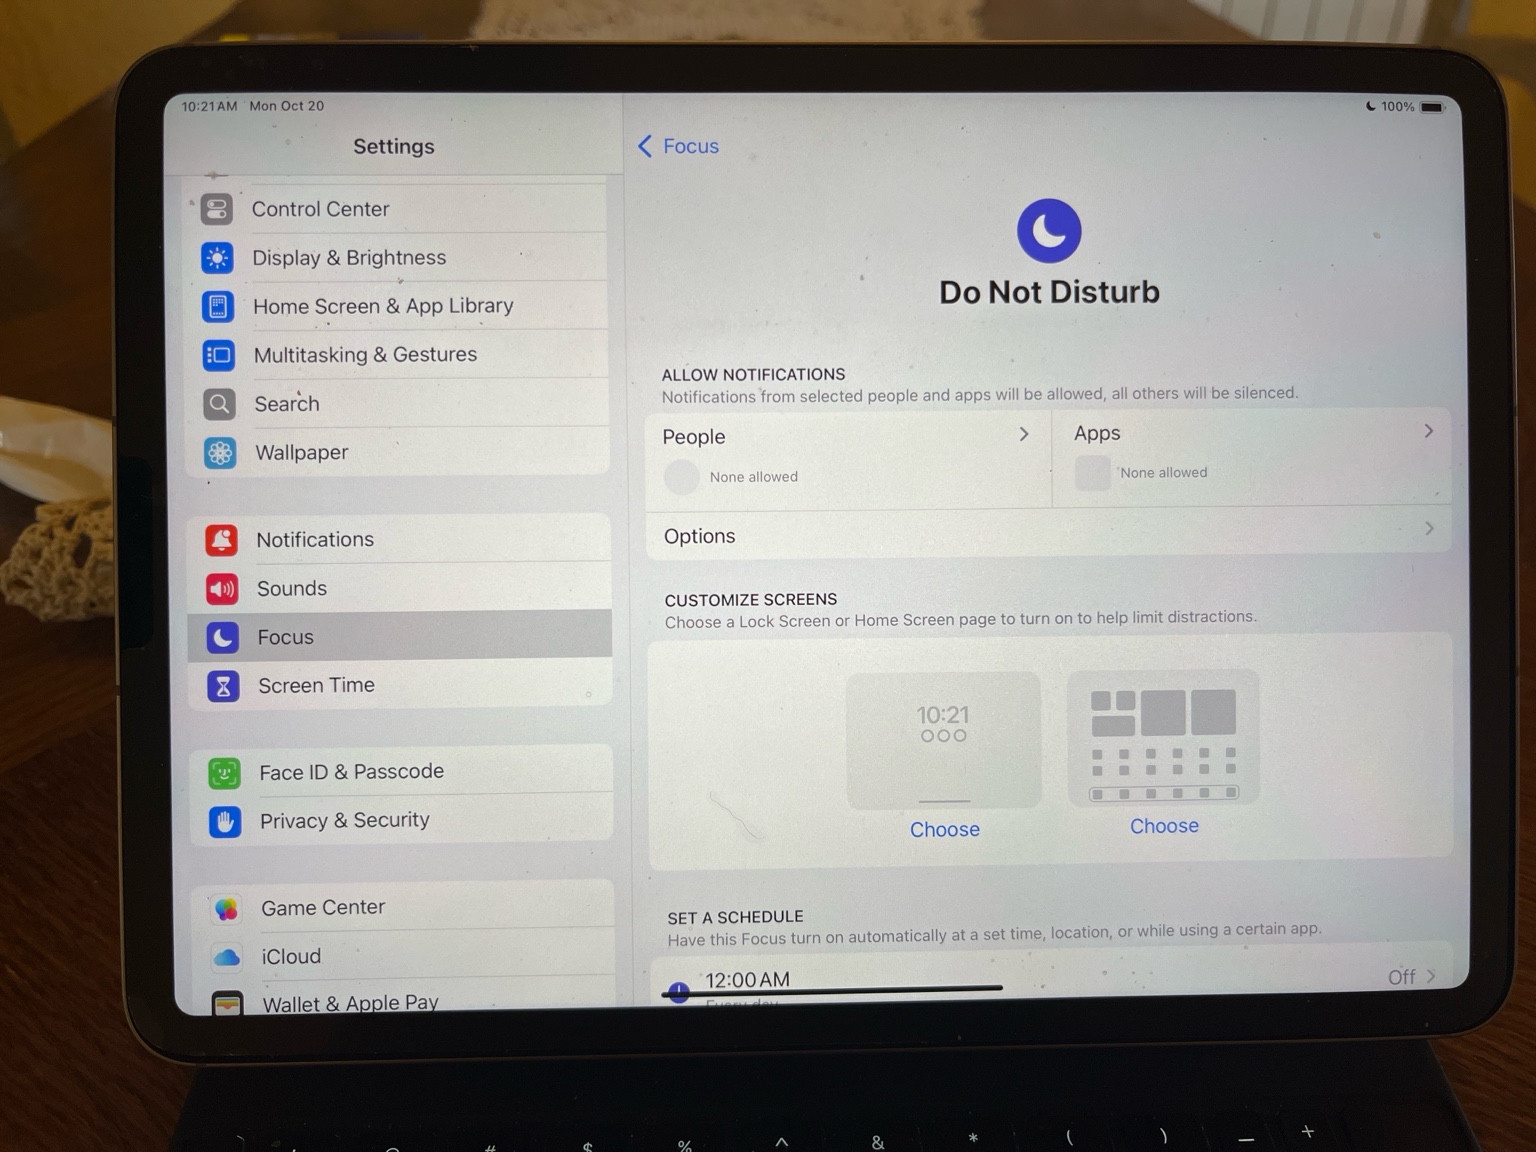 10:21 AM Mon Oct 20
100%
Settings
Control Center
Display & Brightness
Home Screen & App Library
Multitasking & Gestures
Search
Wallpaper
Notifications
Sounds
Focus
Screen Time
Face ID & Passcode
Privacy & Security
Game Center
iCloud
Wallet & Apple Pay
Focus
Do Not Disturb
ALLOW NOTIFICATIONS
Notifications from selected people and apps will be allowed, all others will be silenced.
People
None allowed
Apps
None allowed
Options
CUSTOMIZE SCREENS
Choose a Lock Screen or Home Screen page to turn on to help limit distractions.
10:21
Choose
Choose
SET A SCHEDULE
Have this Focus turn on automatically at a set time, location, or while using a certain app.
12:00 AM
Off
Every day
# $ % ^ & * ( ) — +